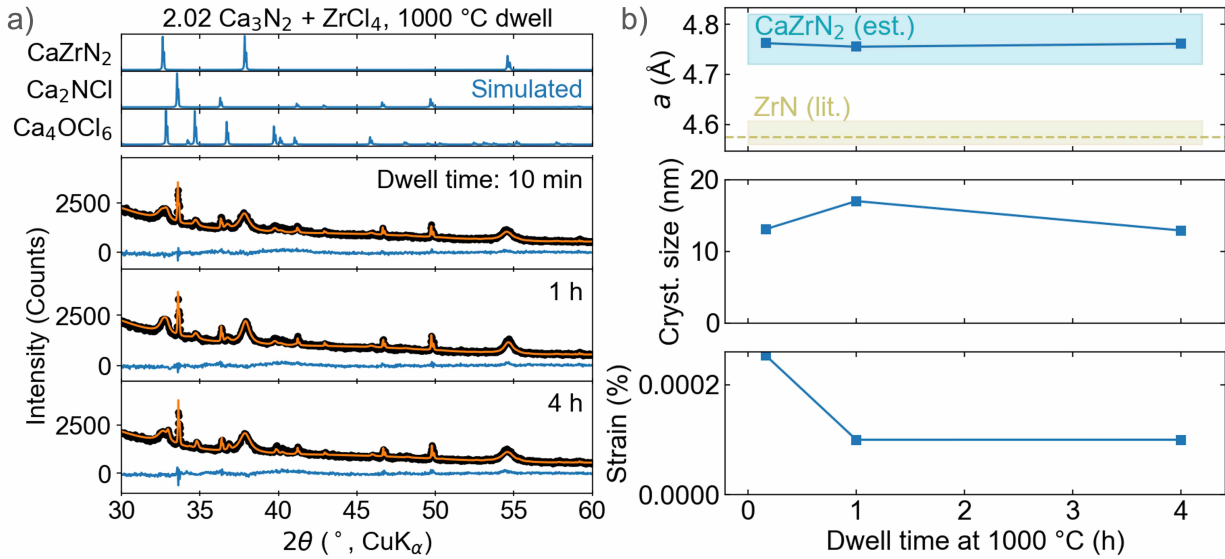 a)
2.02 Ca₃N₂ + ZrCl₄, 1000 °C dwell
CaZrN₂
Ca₂NCl
Simulated
Ca₄OCl₆
Dwell time: 10 min
2500
0
1 h
2500
0
4 h
2500
0
Intensity (Counts)
30 35 40 45 50 55 60
2θ (°, CuKα)
b)
4.8
CaZrN₂ (est.)
4.7
ZrN (lit.)
4.6
a (Å)
20
10
0
Cryst. size (nm)
0.0002
0.0000
Strain (%)
0 1 2 3 4
Dwell time at 1000 °C (h)